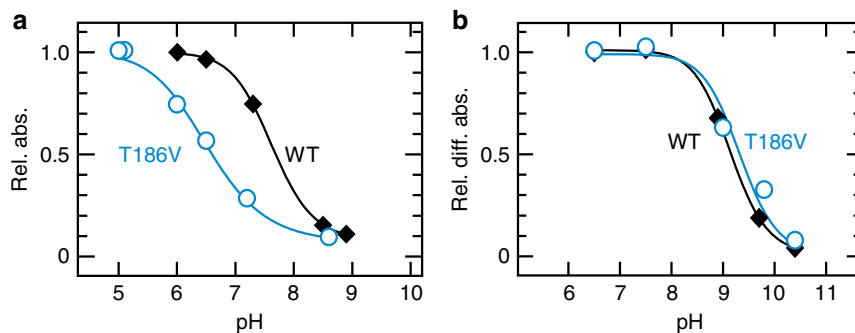 a
1.0
0.5
0
Rel. abs.
T186V
WT
5 6 7 8 9 10
pH
b
1.0
0.5
0
Rel. diff. abs.
WT
T186V
6 7 8 9 10 11
pH